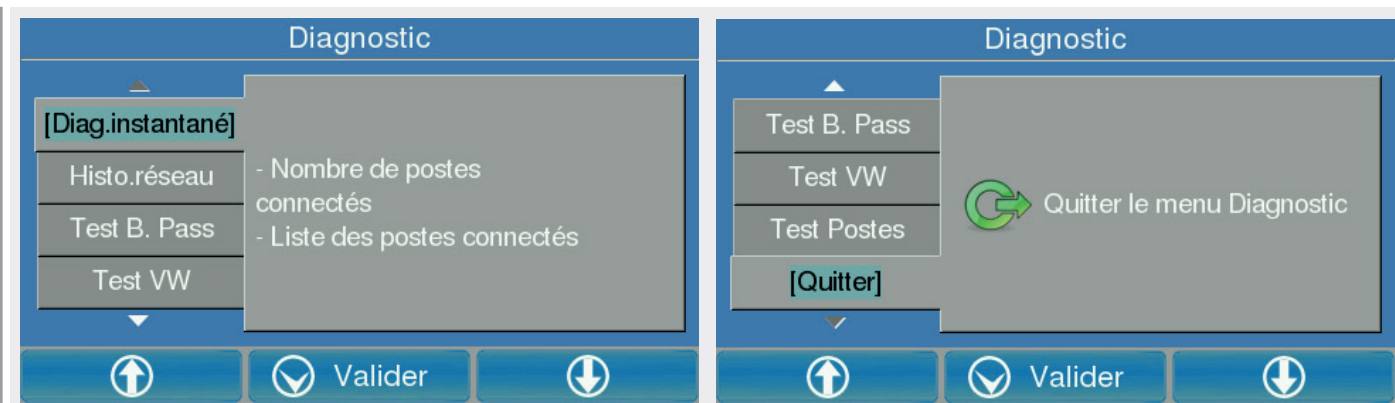 Diagnostic
[Diag.instantané]
Histo.réseau
Test B. Pass
Test VW
- Nombre de postes
connectés
- Liste des postes connectés
Valider
Diagnostic
Test B. Pass
Test VW
Test Postes
[Quitter]
Quitter le menu Diagnostic
Valider